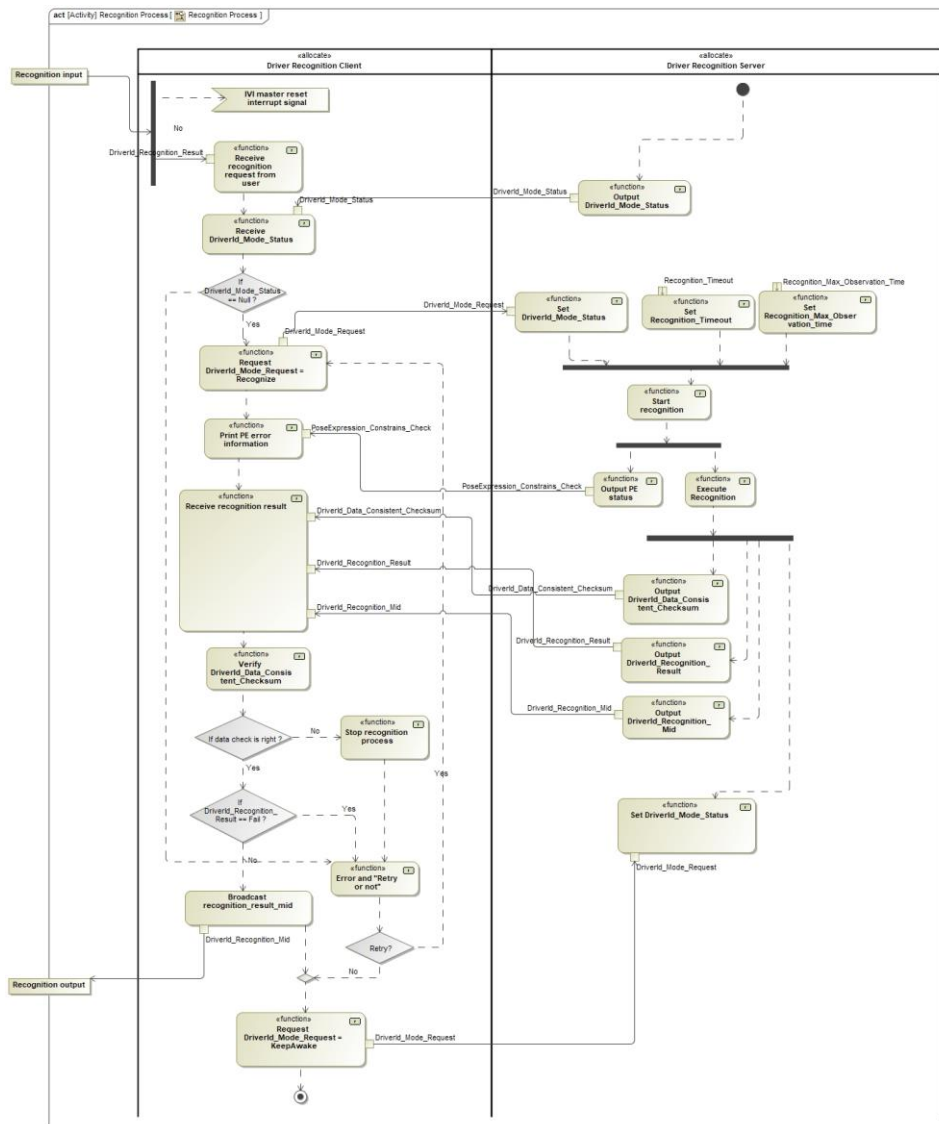 act [Activity] Recognition Process [ Recognition Process ]
«allocate»
Driver Recognition Client
«allocate»
Driver Recognition Server
Recognition input
IVI master reset
interrupt signal
No
DriverId_Recognition_Result
«function»
Receive
recognition
request from
user
«function»
Output
DriverId_Mode_Status
DriverId_Mode_Status
DriverId_Mode_Status
«function»
Receive
DriverId_Mode_Status
If
DriverId_Mode_Status
== Null ?
Yes
DriverId_Mode_Request
DriverId_Mode_Request
«function»
Set
DriverId_Mode_Status
Recognition_Timeout
«function»
Set
Recognition_Timeout
Recognition_Max_Observation_Time
«function»
Set
Recognition_Max_Obser
vation_time
«function»
Request
DriverId_Mode_Request =
Recognize
«function»
Start
recognition
«function»
Print PE error
information
PoseExpression_Constrains_Check
PoseExpression_Constrains_Check
«function»
Output PE
status
«function»
Execute
Recognition
«function»
Receive recognition result
DriverId_Data_Consistent_Checksum
DriverId_Recognition_Result
DriverId_Recognition_Mid
DriverId_Data_Consistent_Checksum
«function»
Output
DriverId_Data_Consis
tent_Checksum
DriverId_Recognition_Result
«function»
Output
DriverId_Recognition_
Result
DriverId_Recognition_Mid
«function»
Output
DriverId_Recognition_
Mid
«function»
Verify
DriverId_Data_Consis
tent_Checksum
If data check is right ?
No
«function»
Stop recognition
process
Yes
Yes
If
DriverId_Recognition_
Result == Fail ?
Yes
No
«function»
Error and "Retry
or not"
«function»
Set DriverId_Mode_Status
DriverId_Mode_Request
Broadcast
recognition_result_mid
DriverId_Recognition_Mid
Retry?
No
Recognition output
«function»
Request
DriverId_Mode_Request =
KeepAwake
DriverId_Mode_Request